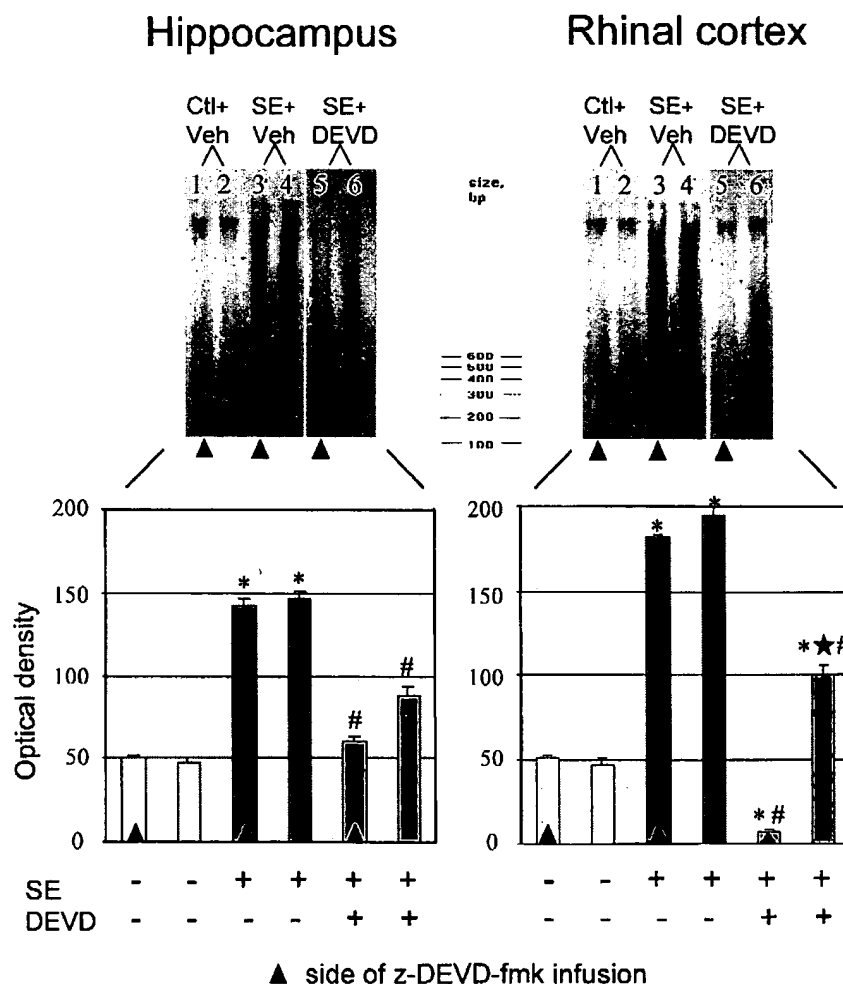 Hippocampus
Rhinal cortex
Ctl+ SE+ SE+
Veh Veh DEVD
1 2 3 4 5 6
size,
bp
Ctl+ SE+ SE+
Veh Veh DEVD
1 2 3 4 5 6
600
500
400
300
200
100
Optical density
200
150
100
50
0
* * # #
200
150
100
50
0
* * *# *★#
SE - - + + + + - - + + + +
DEVD - - - - + + - - - - + +
▲ side of z-DEVD-fmk infusion